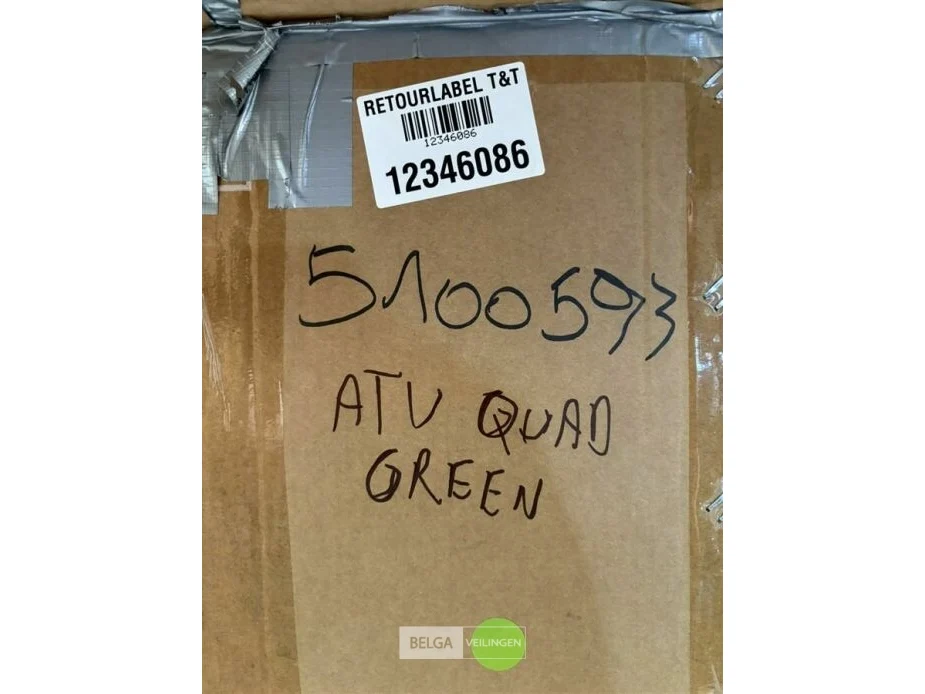 RETOURLABEL T&T
12346086
12346086
5100593
ATV QUAD
GREEN
BELGA VEILINGEN